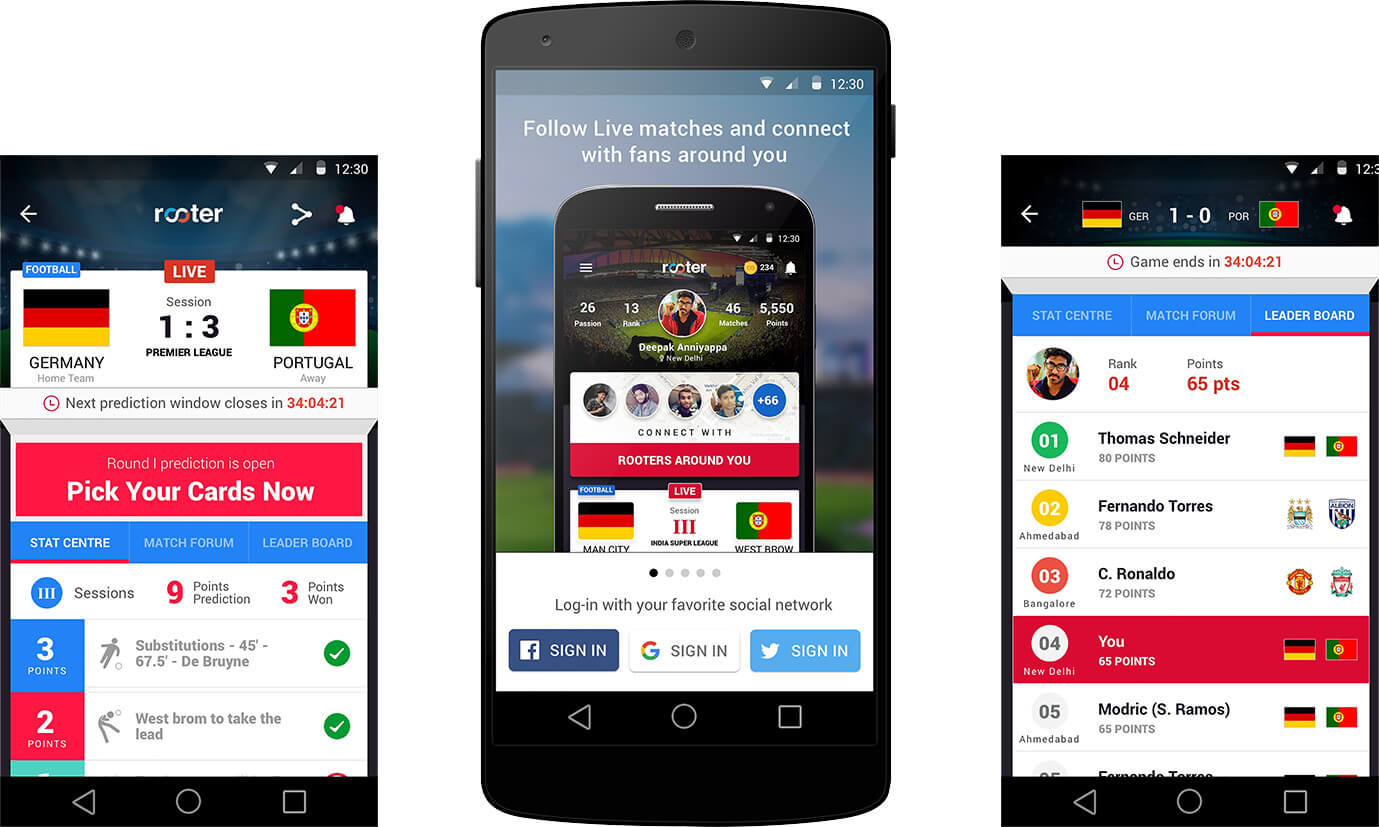 12:30
rooter
FOOTBALL
LIVE
Session
1 : 3
PREMIER LEAGUE
GERMANY
Home Team
PORTUGAL
Away
Next prediction window closes in 34:04:21
Round I prediction is open
Pick Your Cards Now
STAT CENTRE MATCH FORUM LEADER BOARD
III Sessions 9 Points Prediction 3 Points Won
3 POINTS
Substitutions - 45' -
67.5' - De Bruyne
2 POINTS
West brom to take the
lead
12:30
Follow Live matches and connect
with fans around you
12:30
rooter 234
26 Passion
13 Rank
46 Matches
5,550 Points
Deepak Anniyappa
New Delhi
+66
CONNECT WITH
ROOTERS AROUND YOU
FOOTBALL
LIVE
Session
III
INDIA SUPER LEAGUE
MAN CITY
WEST BROW
Log-in with your favorite social network
SIGN IN SIGN IN SIGN IN
12:3
GER 1 - 0 POR
Game ends in 34:04:21
STAT CENTRE MATCH FORUM LEADER BOARD
Rank
04
Points
65 pts
01
New Delhi
Thomas Schneider
80 POINTS
02
Ahmedabad
Fernando Torres
78 POINTS
ALBION
03
Bangalore
C. Ronaldo
72 POINTS
04
New Delhi
You
65 POINTS
05
Ahmedabad
Modric (S. Ramos)
65 POINTS
05
Fernando Torres